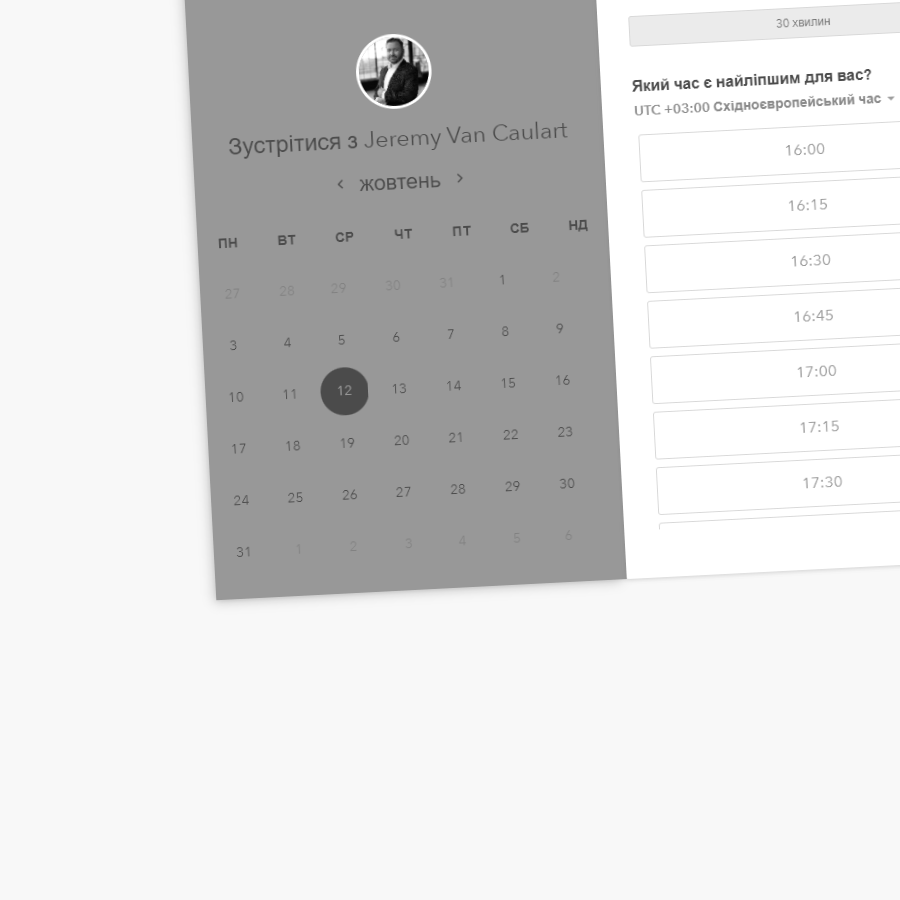 Зустрітися з Jeremy Van Caulart
‹ жовтень ›
ПН ВТ СР ЧТ ПТ СБ НД
27 28 29 30 31 1 2
3 4 5 6 7 8 9
10 11 12 13 14 15 16
17 18 19 20 21 22 23
24 25 26 27 28 29 30
31 1 2 3 4 5 6
30 хвилин
Який час є найліпшим для вас?
UTC +03:00 Східноєвропейський час
16:00
16:15
16:30
16:45
17:00
17:15
17:30